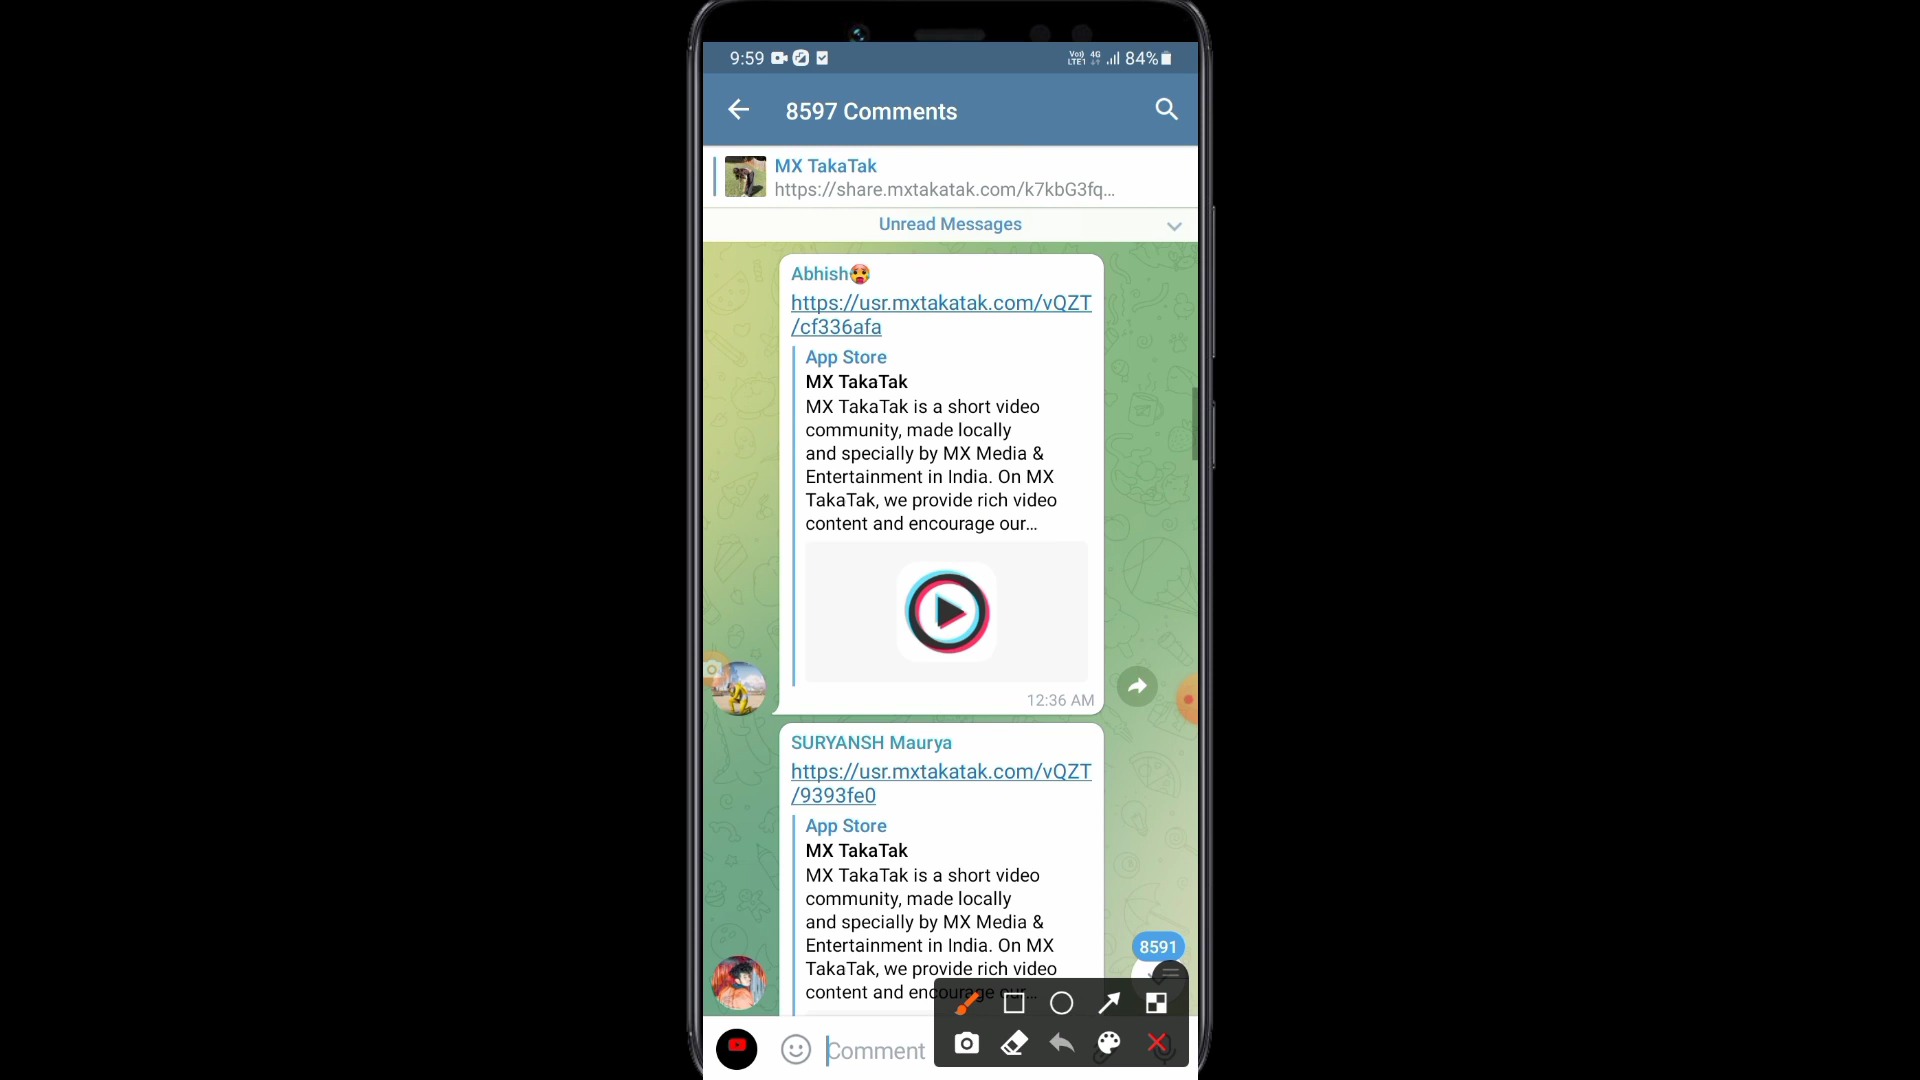 9:59
Vo)) 4G
LTE1
84%
8597 Comments
MX TakaTak
https://share.mxtakatak.com/k7kbG3fq...
Unread Messages
Abhish🥵
https://usr.mxtakatak.com/vQZT
/cf336afa
App Store
MX TakaTak
MX TakaTak is a short video
community, made locally
and specially by MX Media &
Entertainment in India. On MX
TakaTak, we provide rich video
content and encourage our...
12:36 AM
SURYANSH Maurya
https://usr.mxtakatak.com/vQZT
/9393fe0
App Store
MX TakaTak
MX TakaTak is a short video
community, made locally
and specially by MX Media &
Entertainment in India. On MX
TakaTak, we provide rich video
content and encourage our...
8591
Comment